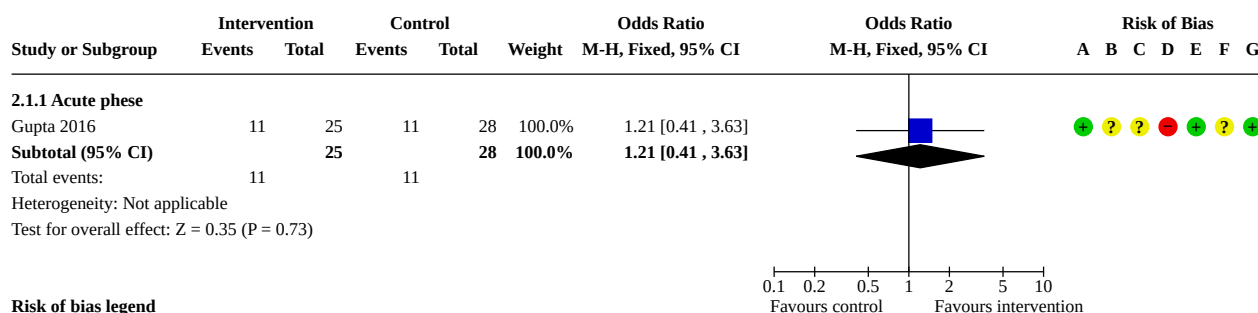 Intervention Control Odds Ratio Odds Ratio Risk of Bias
Study or Subgroup Events Total Events Total Weight M-H, Fixed, 95% CI M-H, Fixed, 95% CI A B C D E F G
2.1.1 Acute phese
Gupta 2016 11 25 11 28 100.0% 1.21 [0.41 , 3.63] + ? ? − + ? +
Subtotal (95% CI) 25 28 100.0% 1.21 [0.41 , 3.63]
Total events: 11 11
Heterogeneity: Not applicable
Test for overall effect: Z = 0.35 (P = 0.73)
0.1 0.2 0.5 1 2 5 10
Favours control Favours intervention
Risk of bias legend